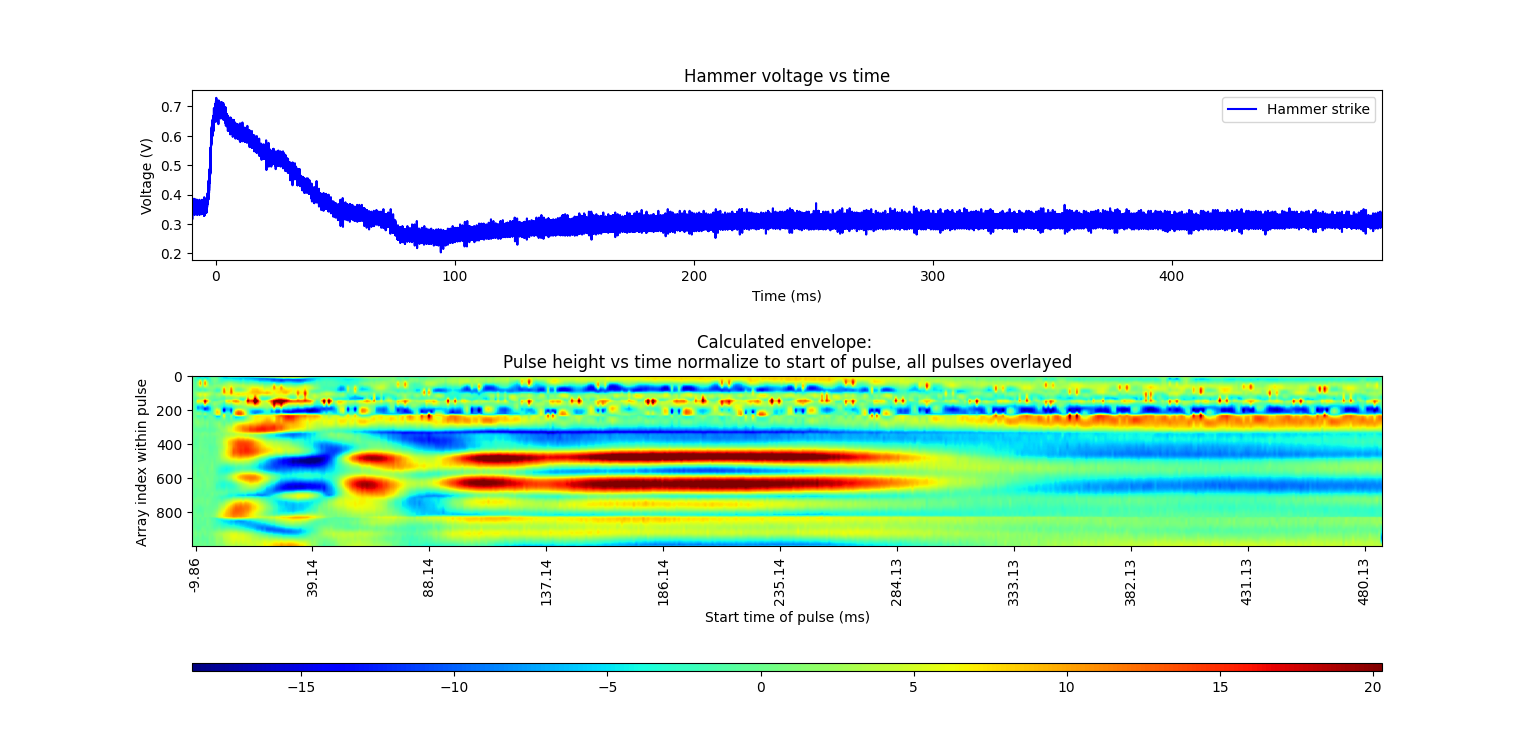 Hammer voltage vs time
Hammer strike
0.7
0.6
0.5
0.4
0.3
0.2
Voltage (V)
0 100 200 300 400
Time (ms)
Calculated envelope:
Pulse height vs time normalize to start of pulse, all pulses overlayed
0
200
400
600
800
Array index within pulse
-9.86 39.14 88.14 137.14 186.14 235.14 284.13 333.13 382.13 431.13 480.13
Start time of pulse (ms)
−15 −10 −5 0 5 10 15 20